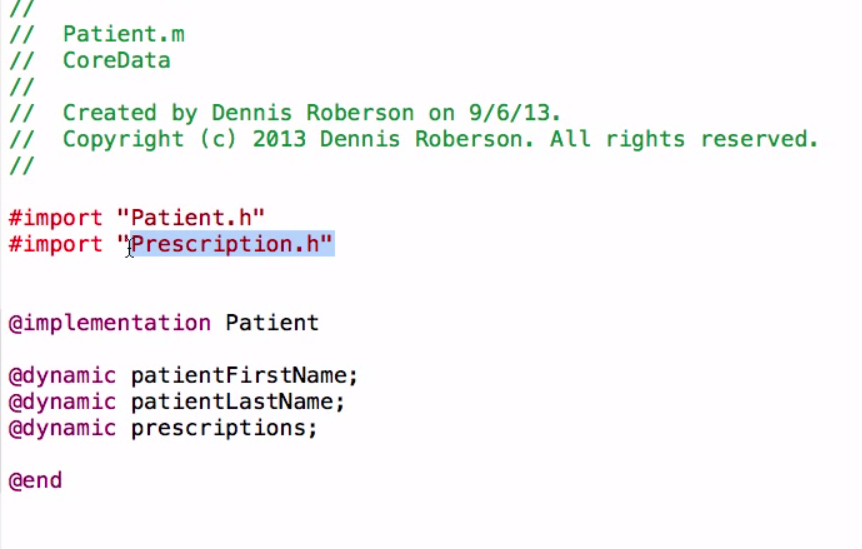 //
//  Patient.m
//  CoreData
//
//  Created by Dennis Roberson on 9/6/13.
//  Copyright (c) 2013 Dennis Roberson. All rights reserved.
//
#import "Patient.h"
#import "Prescription.h"
@implementation Patient
@dynamic patientFirstName;
@dynamic patientLastName;
@dynamic prescriptions;
@end